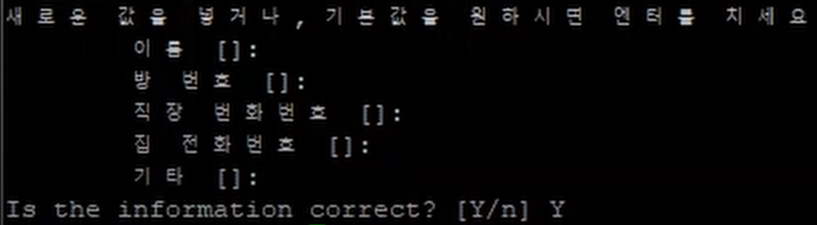 새로운 값을 넣거나, 기본값을 원하시면 엔터를 치세요
이름 []:
방 번호 []:
직장 번화번호 []:
집 전화번호 []:
기타 []:
Is the information correct? [Y/n] Y